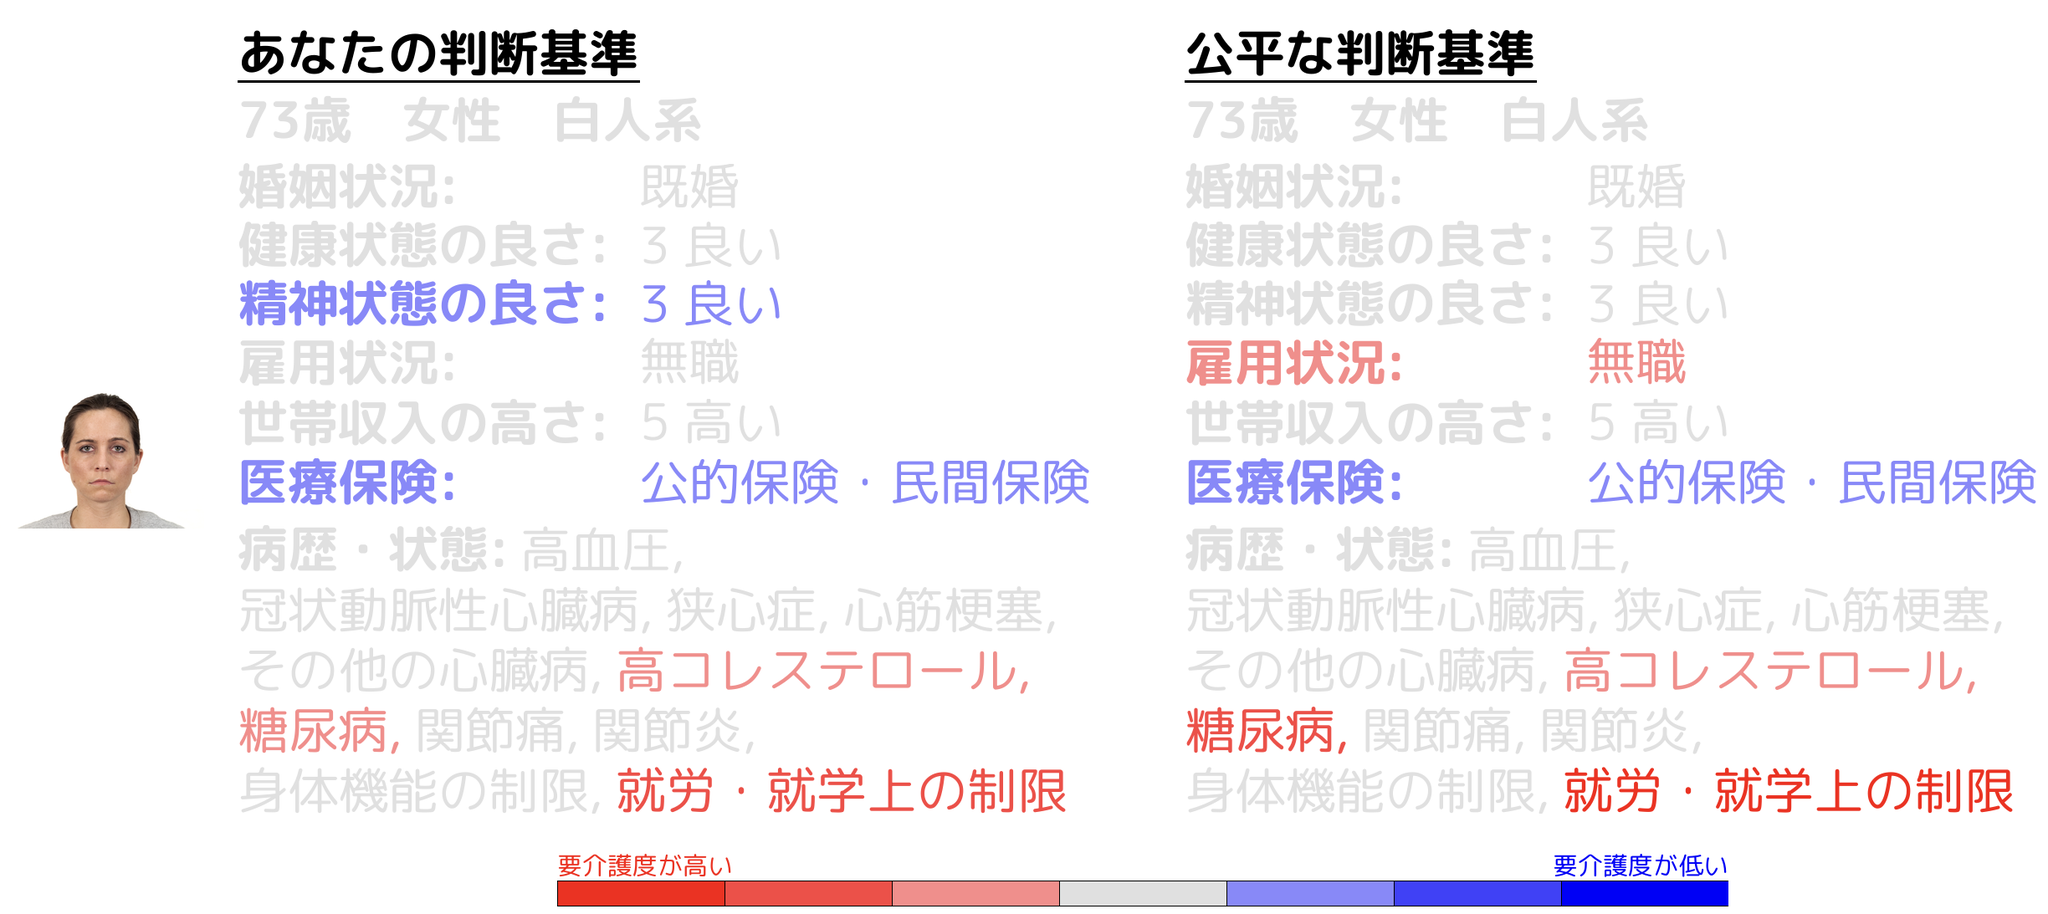 あなたの判断基準
73歳　女性　白人系
婚姻状況: 既婚
健康状態の良さ: 3 良い
精神状態の良さ: 3 良い
雇用状況: 無職
世帯収入の高さ: 5 高い
医療保険: 公的保険・民間保険
病歴・状態: 高血圧,
冠状動脈性心臓病, 狭心症, 心筋梗塞,
その他の心臓病, 高コレステロール,
糖尿病, 関節痛, 関節炎,
身体機能の制限, 就労・就学上の制限
公平な判断基準
73歳　女性　白人系
婚姻状況: 既婚
健康状態の良さ: 3 良い
精神状態の良さ: 3 良い
雇用状況: 無職
世帯収入の高さ: 5 高い
医療保険: 公的保険・民間保険
病歴・状態: 高血圧,
冠状動脈性心臓病, 狭心症, 心筋梗塞,
その他の心臓病, 高コレステロール,
糖尿病, 関節痛, 関節炎,
身体機能の制限, 就労・就学上の制限
要介護度が高い
要介護度が低い